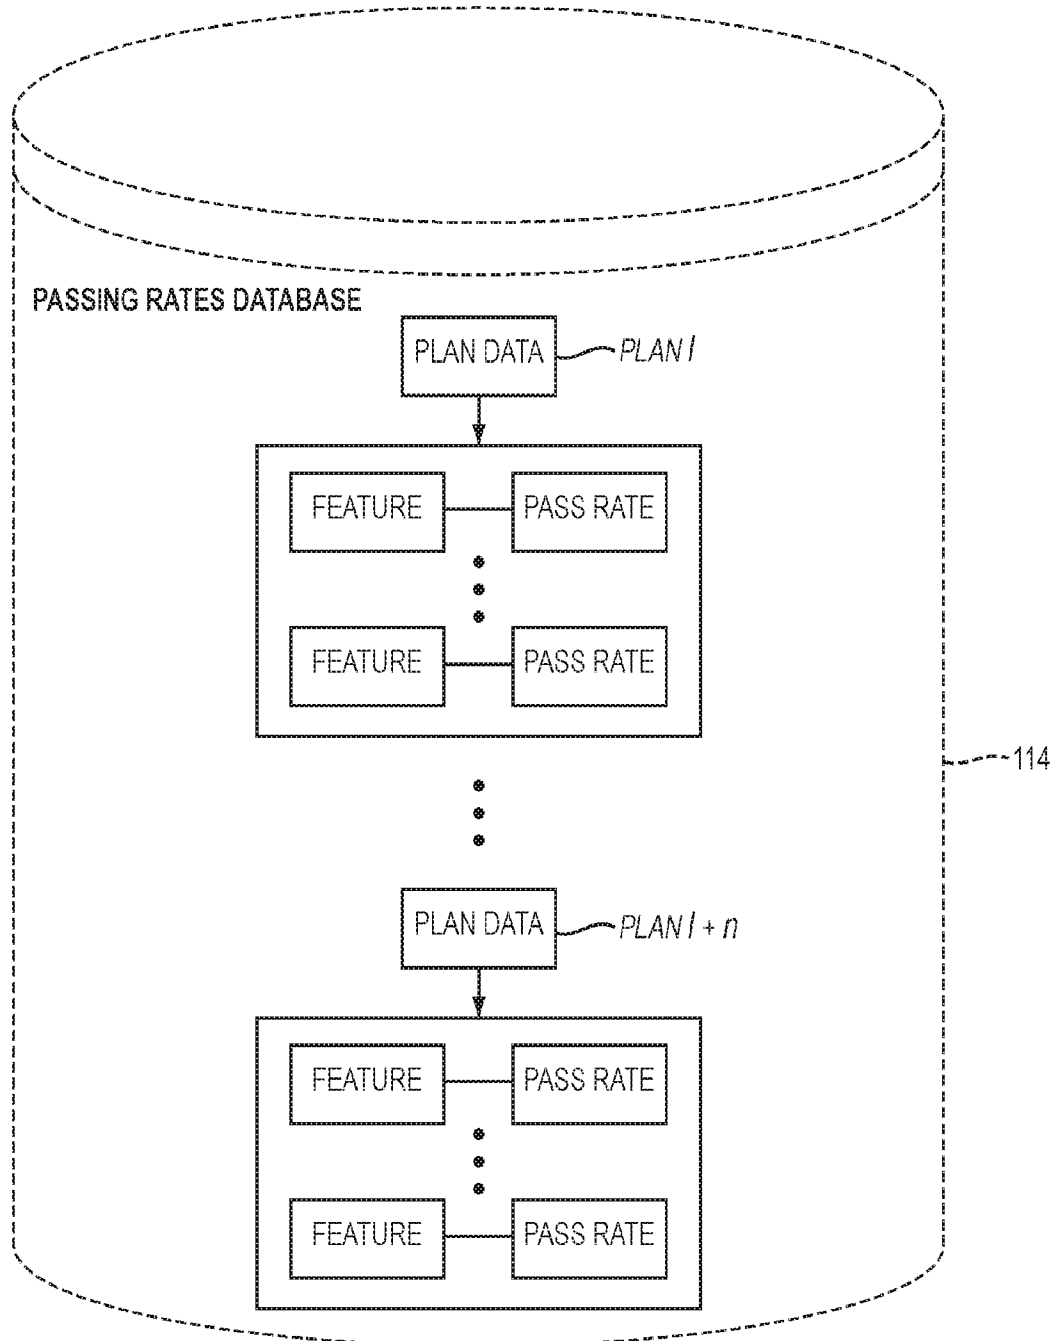 PASSING RATES DATABASE
PLAN DATA
PLAN I
FEATURE
PASS RATE
FEATURE
PASS RATE
114
PLAN DATA
PLAN I + n
FEATURE
PASS RATE
FEATURE
PASS RATE